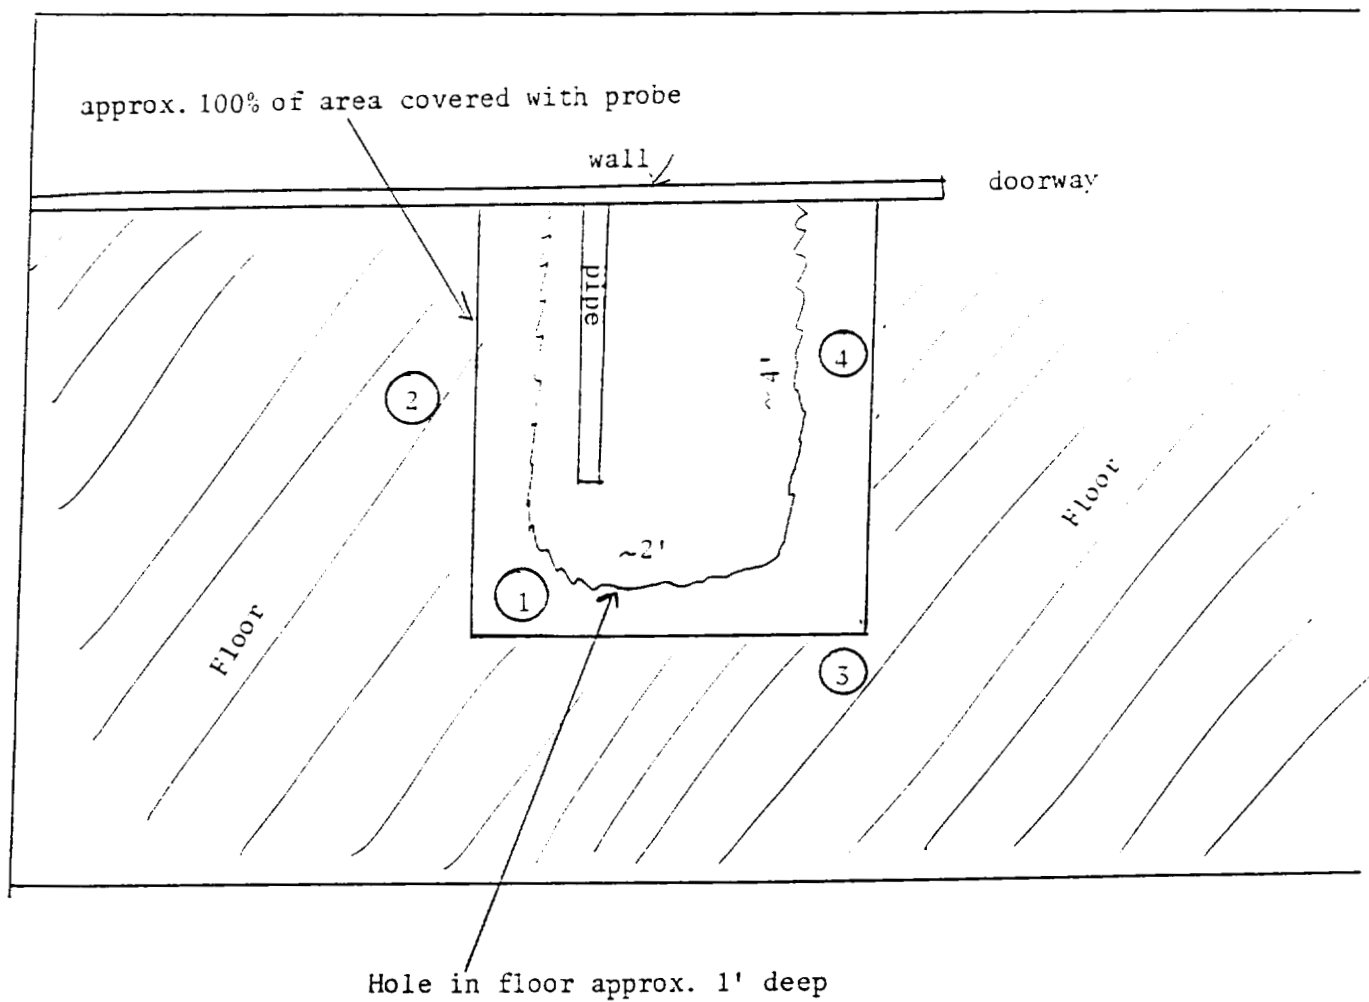 approx. 100% of area covered with probe
wall
doorway
pipe
4
~4'
2
Floor
~2'
1
Floor
3
Hole in floor approx. 1' deep